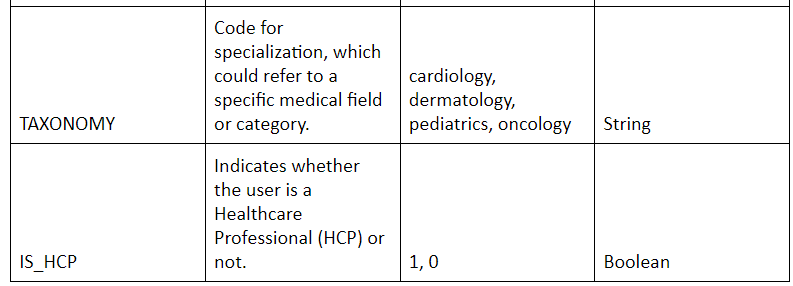 Code for
specialization, which
could refer to a
specific medical field
or category.
cardiology,
dermatology,
pediatrics, oncology
TAXONOMY
String
Indicates whether
the user is a
Healthcare
Professional (HCP) or
not.
IS_HCP
1, 0
Boolean